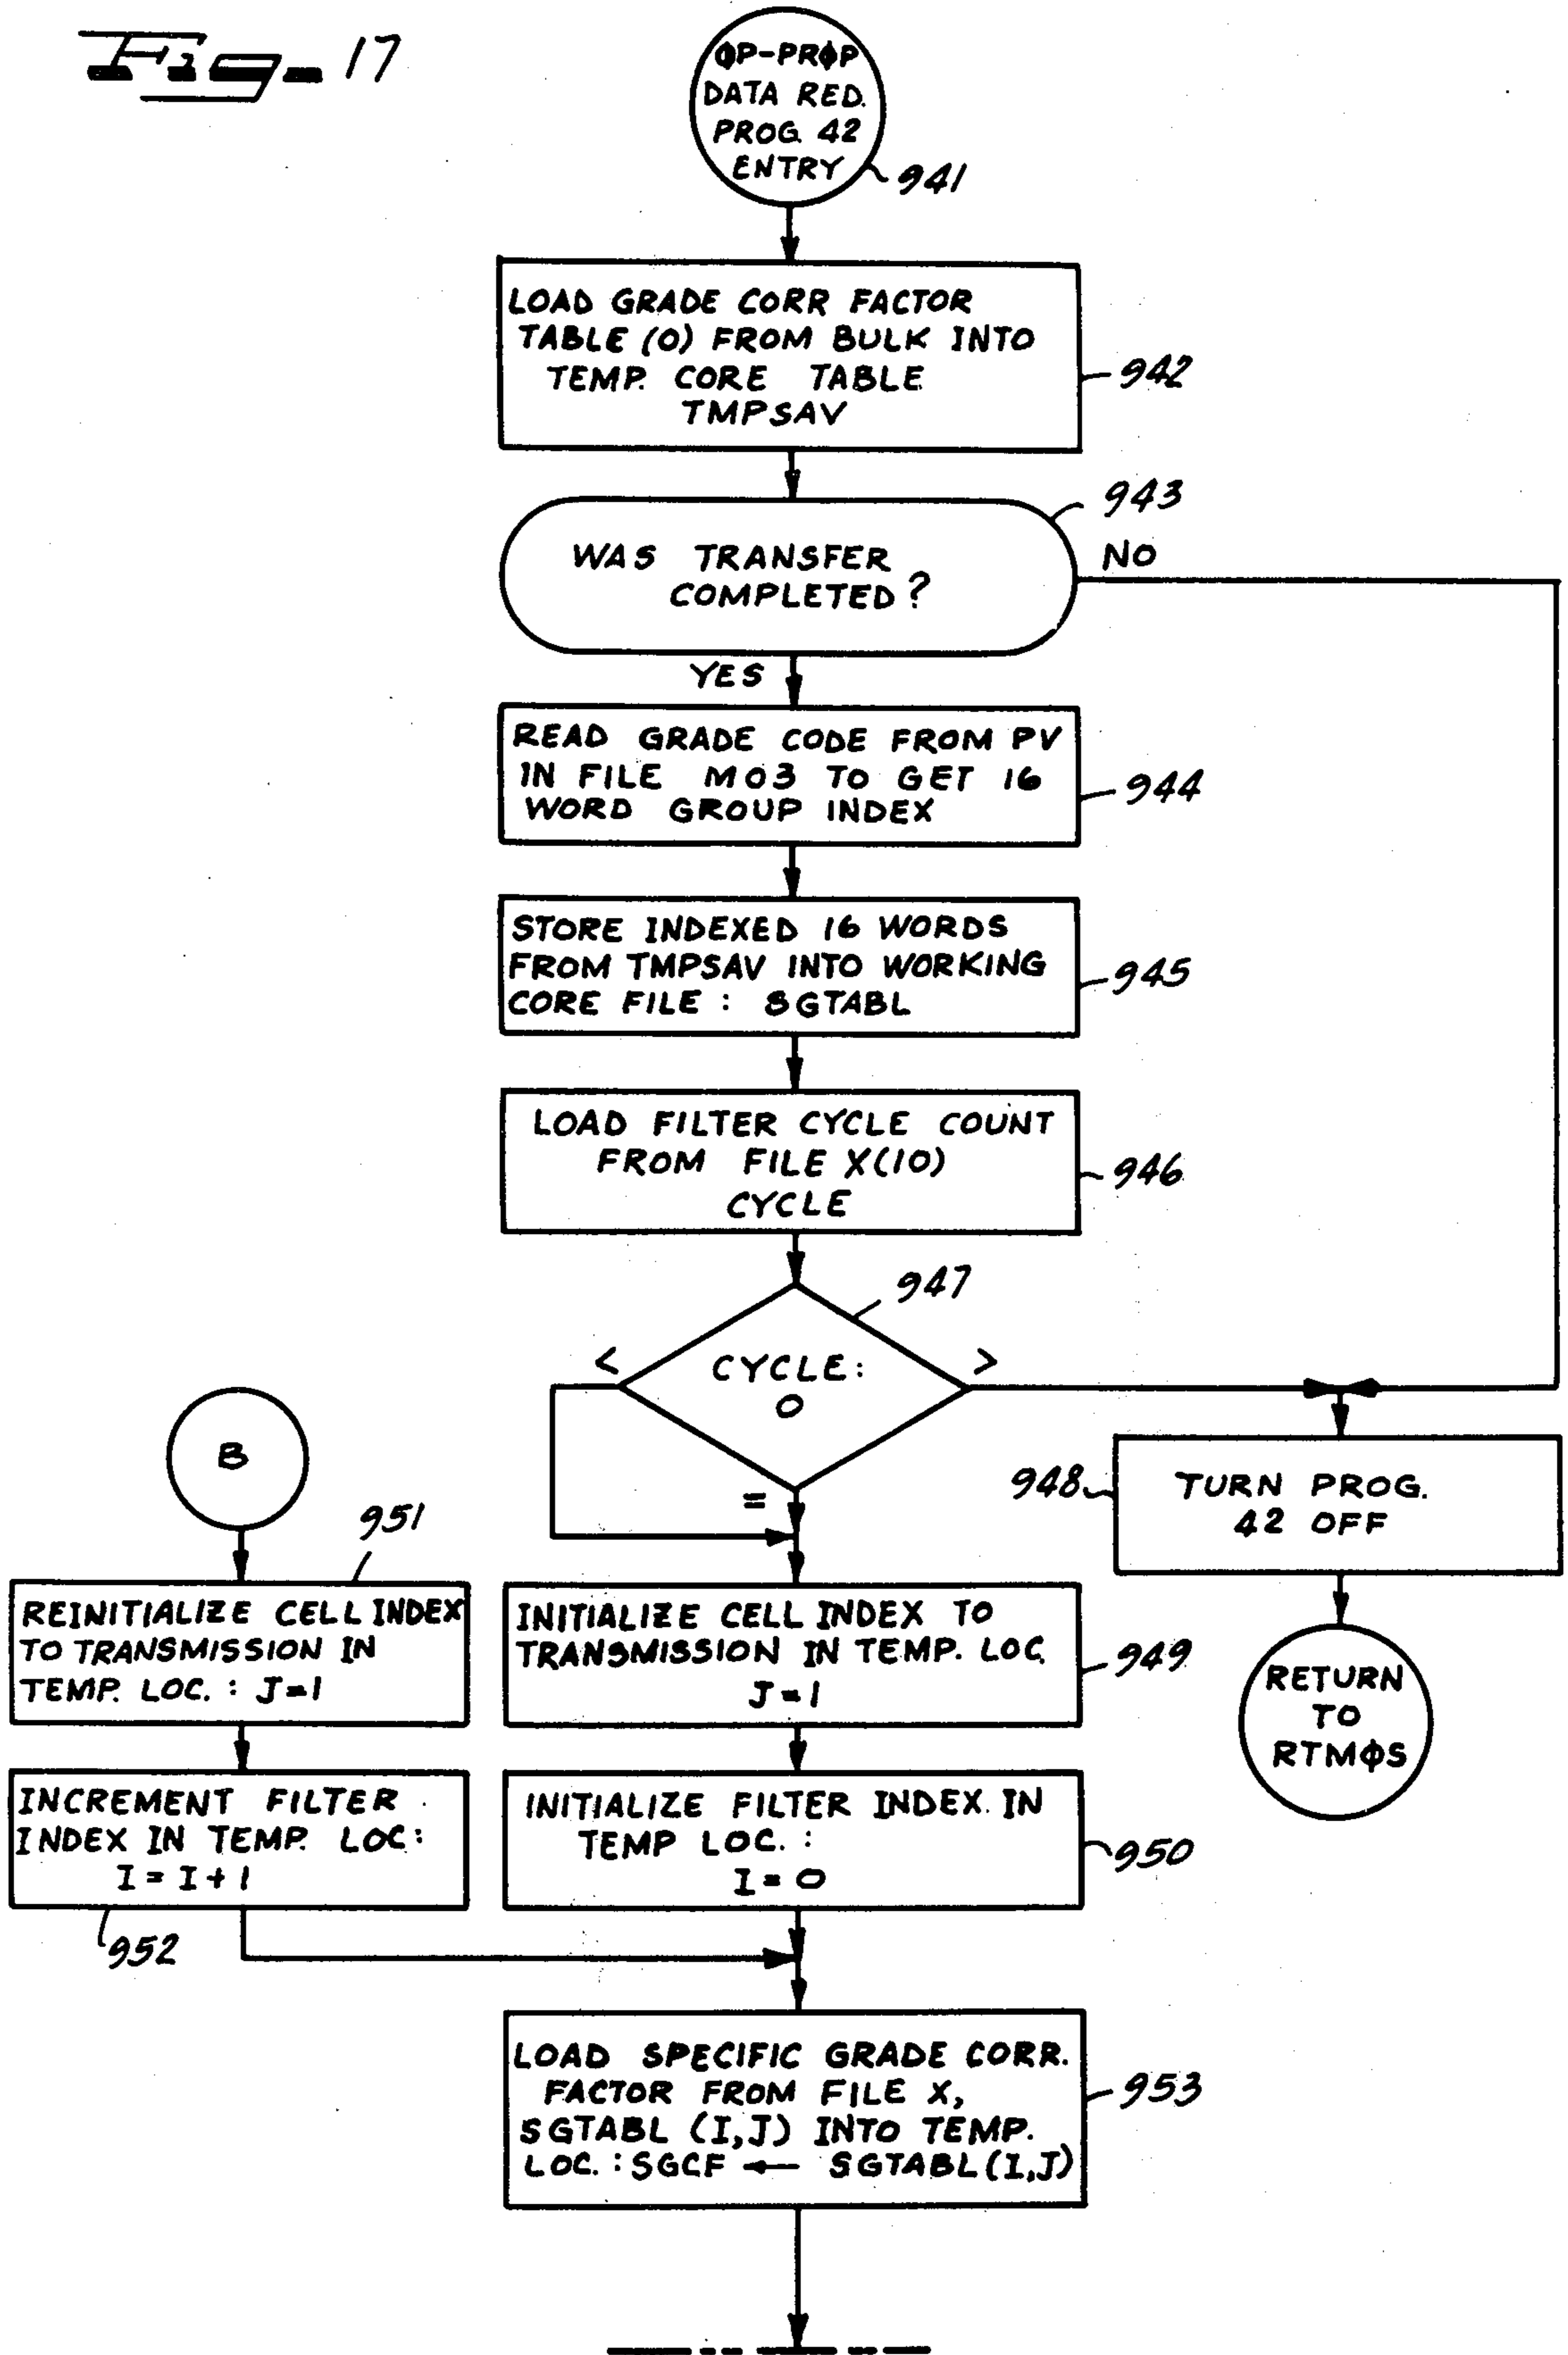 Fig-17
ΦP-PRΦP
DATA RED.
PROG. 42
ENTRY
941
LOAD GRADE CORR FACTOR
TABLE (0) FROM BULK INTO
TEMP. CORE TABLE
TMPSAV
942
943
WAS TRANSFER
COMPLETED?
NO
YES
READ GRADE CODE FROM PV
IN FILE M03 TO GET 16
WORD GROUP INDEX
944
STORE INDEXED 16 WORDS
FROM TMPSAV INTO WORKING
CORE FILE : SGTABL
945
LOAD FILTER CYCLE COUNT
FROM FILE X(10)
CYCLE
946
947
<
CYCLE:
0
>
=
B
951
948
TURN PROG.
42 OFF
REINITIALIZE CELL INDEX
TO TRANSMISSION IN
TEMP. LOC. : J=1
INITIALIZE CELL INDEX TO
TRANSMISSION IN TEMP. LOC.
J=1
949
RETURN
TO
RTMΦS
INCREMENT FILTER
INDEX IN TEMP. LOC:
I = I + 1
952
INITIALIZE FILTER INDEX IN
TEMP LOC. :
I = 0
950
LOAD SPECIFIC GRADE CORR.
FACTOR FROM FILE X,
SGTABL (I,J) INTO TEMP.
LOC. : SGCF ← SGTABL(I,J)
953